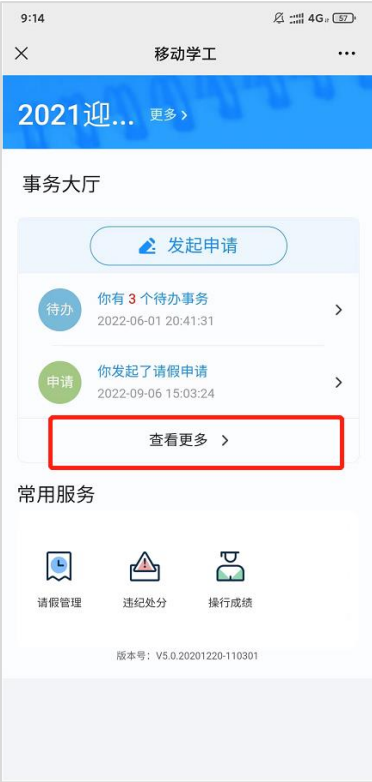 9:14
4G 57
移动学工
2021迎... 更多
事务大厅
发起申请
待办
你有 3 个待办事务
2022-06-01 20:41:31
申请
你发起了请假申请
2022-09-06 15:03:24
查看更多
常用服务
请假管理 违纪处分 操行成绩
版本号：V5.0.20201220-110301